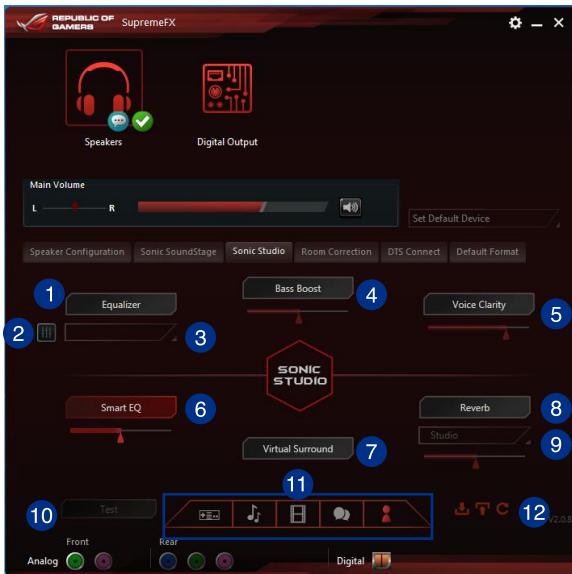 REPUBLIC OF
GAMERS
SupremeFX
Speakers
Digital Output
Main Volume
L R
Set Default Device
Speaker Configuration Sonic SoundStage Sonic Studio Room Correction DTS Connect Default Format
1 Equalizer
Bass Boost 4
Voice Clarity 5
2 3
SONIC
STUDIO
Smart EQ 6
Reverb 8
Virtual Surround 7
Studio 9
11
10 Test
12 V2.0.8
Front Rear
Analog Digital